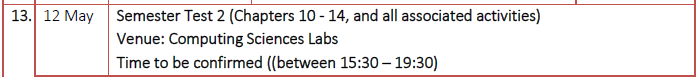 13. 12 May Semester Test 2 (Chapters 10 - 14, and all associated activities)
Venue: Computing Sciences Labs
Time to be confirmed ((between 15:30 – 19:30)